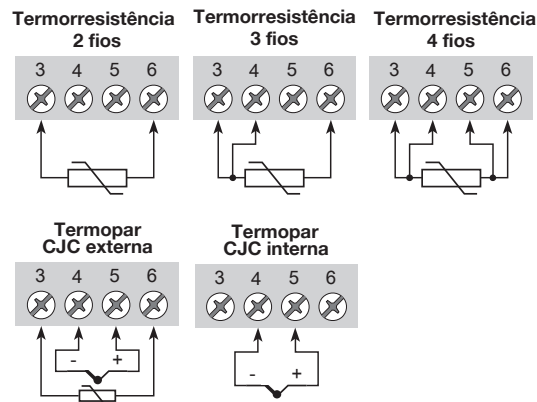 Termorresistência
2 fios
3 4 5 6
Termorresistência
3 fios
3 4 5 6
Termorresistência
4 fios
3 4 5 6
Termopar
CJC externa
3 4 5 6
- +
Termopar
CJC interna
3 4 5 6
- +